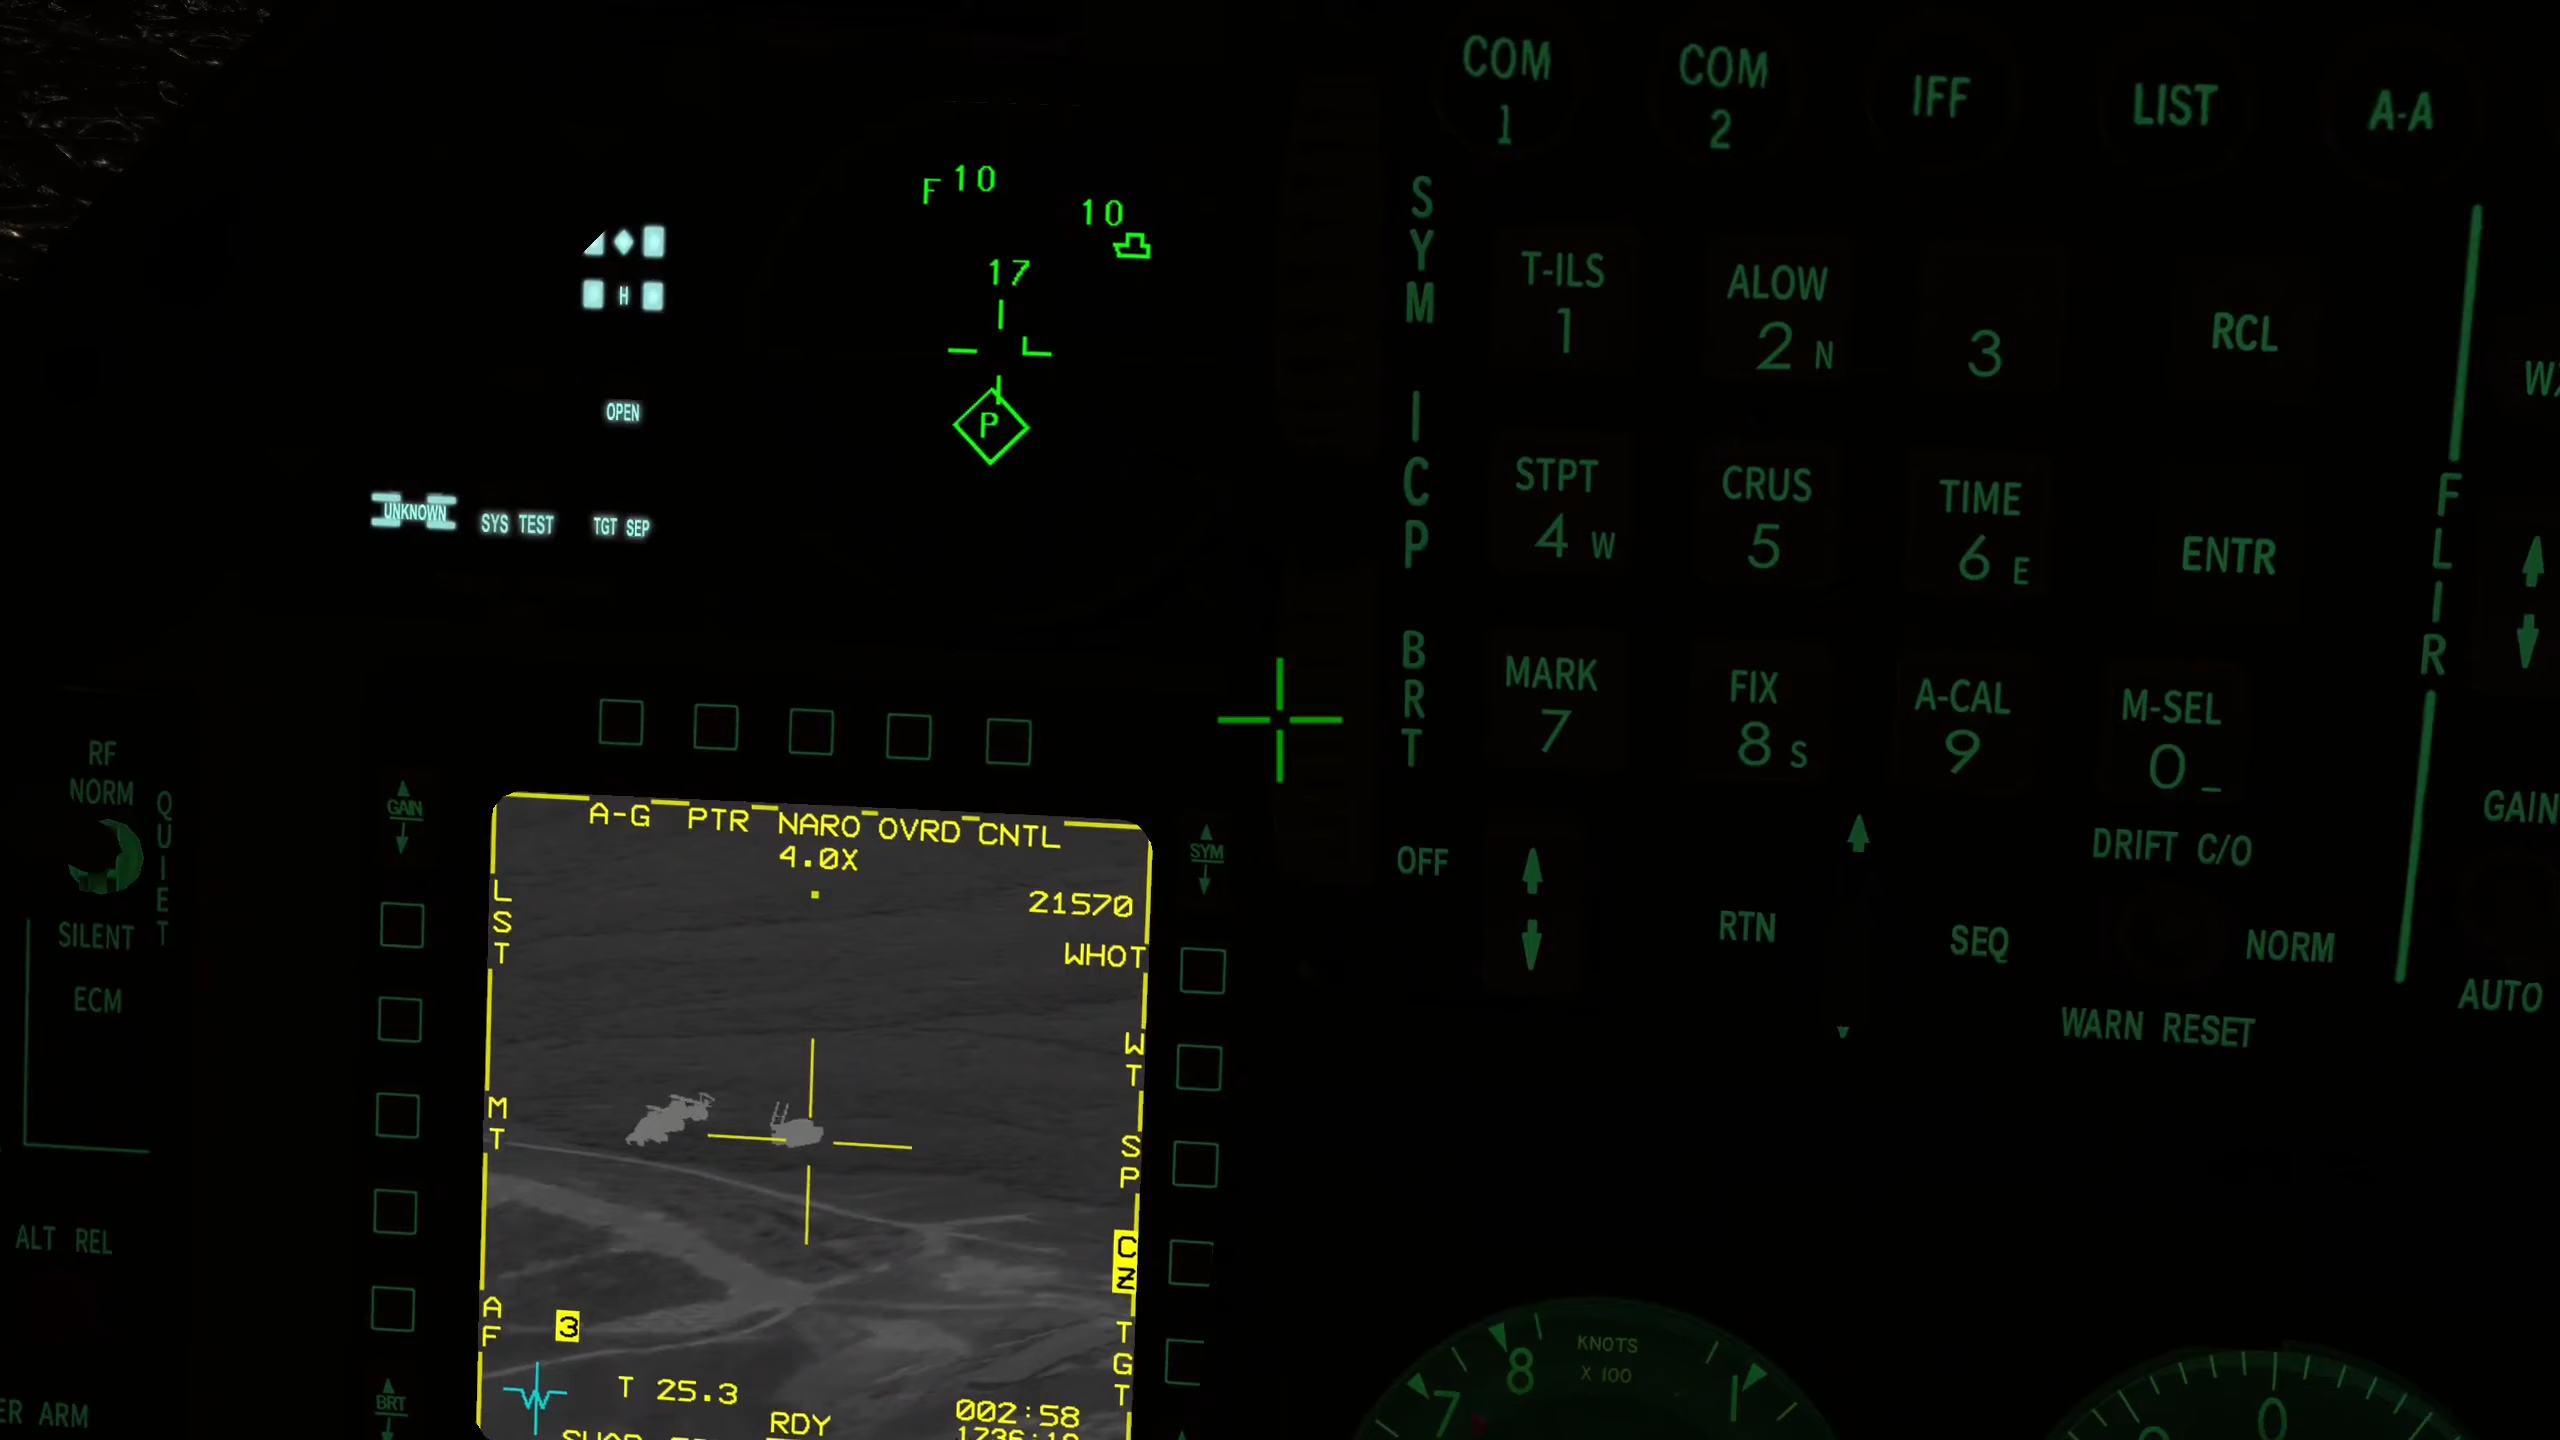 COM 1
COM 2
IFF
LIST
A-A
F 10
10
17
P
H
OPEN
UNKNOWN
SYS TEST
TGT SEP
SYM
ICP
BRT
T-ILS 1
ALOW 2 N
3
RCL
STPT 4 W
CRUS 5
TIME 6 E
ENTR
MARK 7
FIX 8 S
A-CAL 9
M-SEL 0 _
FLIR
GAIN
AUTO
OFF
RTN
SEQ
DRIFT C/O
NORM
WARN RESET
RF
NORM
QUIET
SILENT
ECM
ALT REL
ER ARM
GAIN
SYM
BRT
A-G PTR NARO OVRD CNTL
4.0X
21570
WHOT
LST
MT
AF
WT
SP
CZ
TGT
3
T 25.3
RDY
002:58
KNOTS
X 100
7
8
1
0